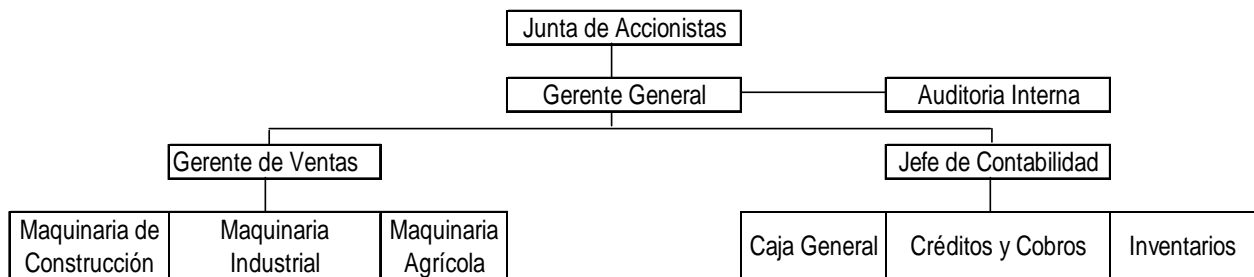 Junta de Accionistas
Gerente General
Auditoria Interna
Gerente de Ventas
Jefe de Contabilidad
Maquinaria de
Construcción
Maquinaria
Industrial
Maquinaria
Agrícola
Caja General
Créditos y Cobros
Inventarios